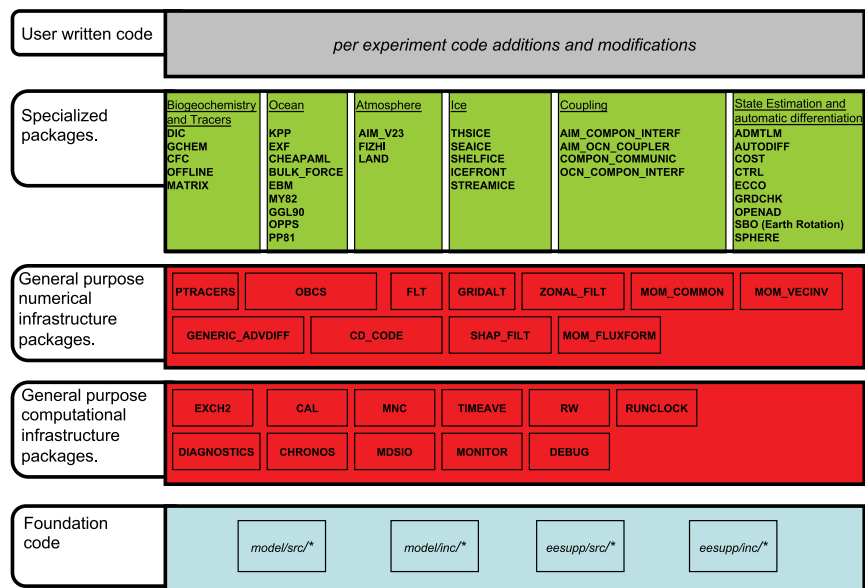 User written code
per experiment code additions and modifications
Specialized
packages.
Biogeochemistry
and Tracers
DIC
GCHEM
CFC
OFFLINE
MATRIX
Ocean
KPP
EXF
CHEAPAML
BULK_FORCE
EBM
MY82
GGL90
OPPS
PP81
Atmosphere
AIM_V23
FIZHI
LAND
Ice
THSICE
SEAICE
SHELFICE
ICEFRONT
STREAMICE
Coupling
AIM_COMPON_INTERF
AIM_OCN_COUPLER
COMPON_COMMUNIC
OCN_COMPON_INTERF
State Estimation and
automatic differentiation
ADMTLM
AUTODIFF
COST
CTRL
ECCO
GRDCHK
OPENAD
SBO (Earth Rotation)
SPHERE
General purpose
numerical
infrastructure
packages.
PTRACERS OBCS FLT GRIDALT ZONAL_FILT MOM_COMMON MOM_VECINV
GENERIC_ADVDIFF CD_CODE SHAP_FILT MOM_FLUXFORM
General purpose
computational
infrastructure
packages.
EXCH2 CAL MNC TIMEAVE RW RUNCLOCK
DIAGNOSTICS CHRONOS MDSIO MONITOR DEBUG
Foundation
code
model/src/* model/inc/* eesupp/src/* eesupp/inc/*